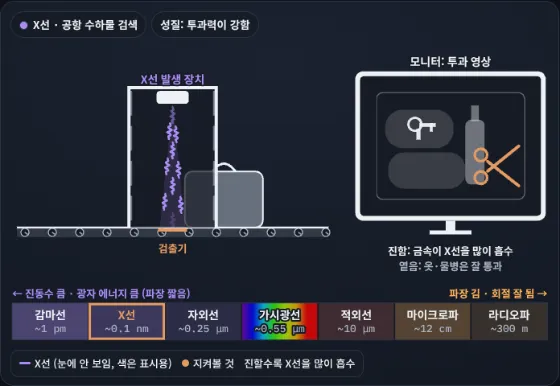 X선 · 공항 수하물 검색
성질: 투과력이 강함
X선 발생 장치
모니터: 투과 영상
검출기
진함: 금속이 X선을 많이 흡수
옅음: 옷·물병은 잘 통과
← 진동수 큼 · 광자 에너지 큼 (파장 짧음)
파장 김 · 회절 잘 됨 →
감마선
~1 pm
X선
~0.1 nm
자외선
~0.25 μm
가시광선
~0.55 μm
적외선
~10 μm
마이크로파
~12 cm
라디오파
~300 m
X선 (눈에 안 보임, 색은 표시용)
지켜볼 것
진할수록 X선을 많이 흡수